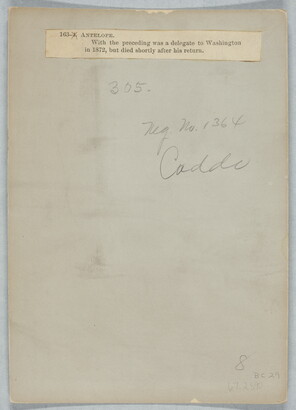 165-X ANTELOPE.
With the preceding was a delegate to Washington
in 1872, but died shortly after his return.
305.
Neg. No. 1364
Caddo
8